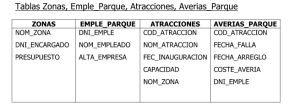 Tablas Zonas, Emple_Parque, Atracciones, Averias_Parque
ZONAS EMPLE_PARQUE ATRACCIONES AVERIAS_PARQUE
NOM_ZONA DNI_EMPLE COD_ATRACCION COD_ATRACCION
DNI_ENCARGADO NOM_EMPLEADO NOM_ATRACCION FECHA_FALLA
PRESUPUESTO ALTA_EMPRESA FEC_INAUGURACION FECHA_ARREGLO
CAPACIDAD COSTE_AVERIA
NOM_ZONA DNI_EMPLE